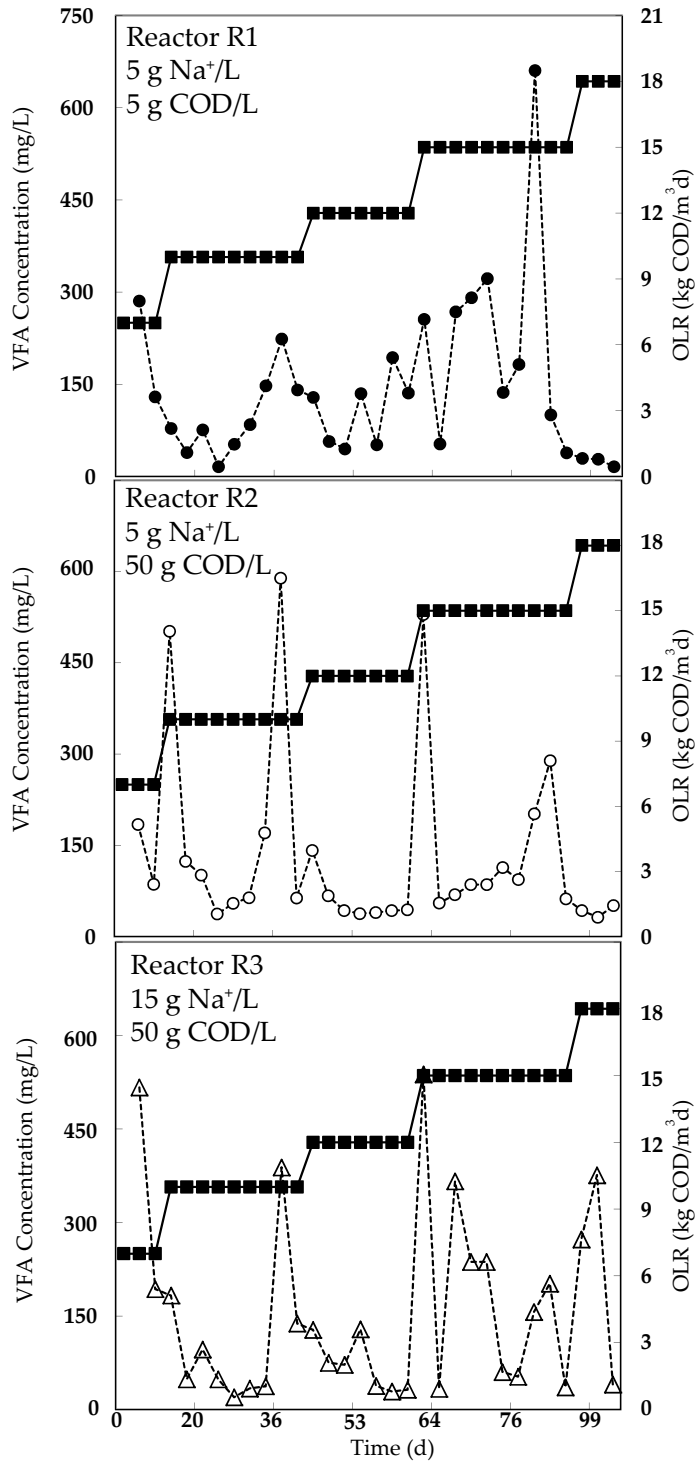 750
600
450
300
150
0
VFA Concentration (mg/L)
Reactor R1
5 g Na⁺/L
5 g COD/L
21
18
15
12
9
6
3
0
OLR (kg COD/m³d)
600
450
300
150
0
VFA Concentration (mg/L)
Reactor R2
5 g Na⁺/L
50 g COD/L
18
15
12
9
6
3
0
OLR (kg COD/m³d)
600
450
300
150
0
VFA Concentration (mg/L)
Reactor R3
15 g Na⁺/L
50 g COD/L
18
15
12
9
6
3
0
OLR (kg COD/m³d)
0 20 36 53 64 76 99
Time (d)